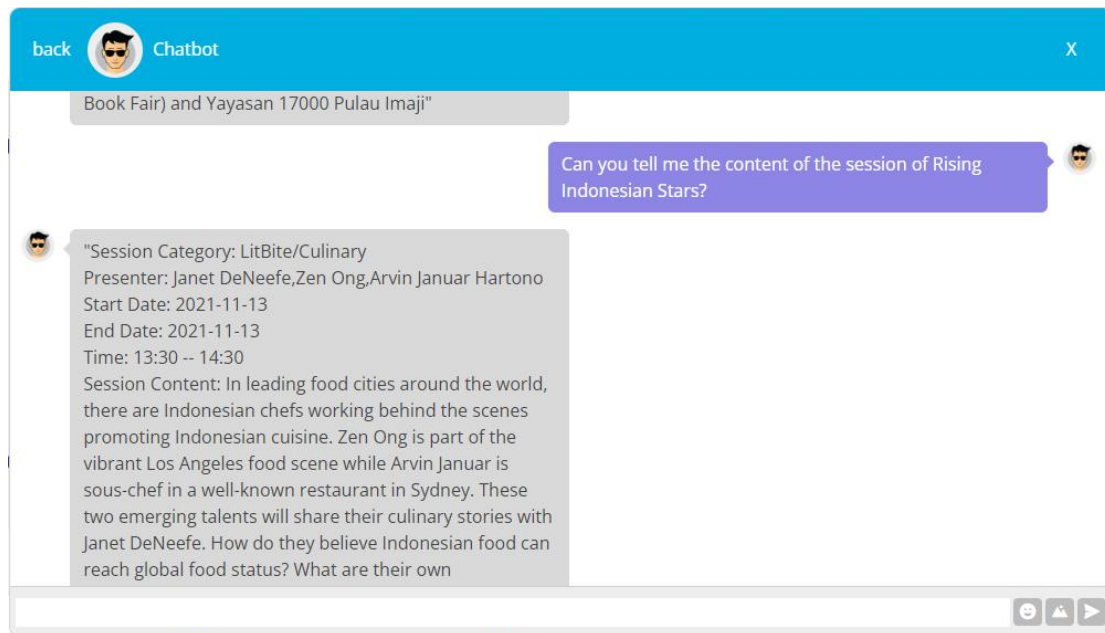 back Chatbot X
Book Fair) and Yayasan 17000 Pulau Imaji"
Can you tell me the content of the session of Rising
Indonesian Stars?
"Session Category: LitBite/Culinary
Presenter: Janet DeNeefe,Zen Ong,Arvin Januar Hartono
Start Date: 2021-11-13
End Date: 2021-11-13
Time: 13:30 -- 14:30
Session Content: In leading food cities around the world,
there are Indonesian chefs working behind the scenes
promoting Indonesian cuisine. Zen Ong is part of the
vibrant Los Angeles food scene while Arvin Januar is
sous-chef in a well-known restaurant in Sydney. These
two emerging talents will share their culinary stories with
Janet DeNeefe. How do they believe Indonesian food can
reach global food status? What are their own